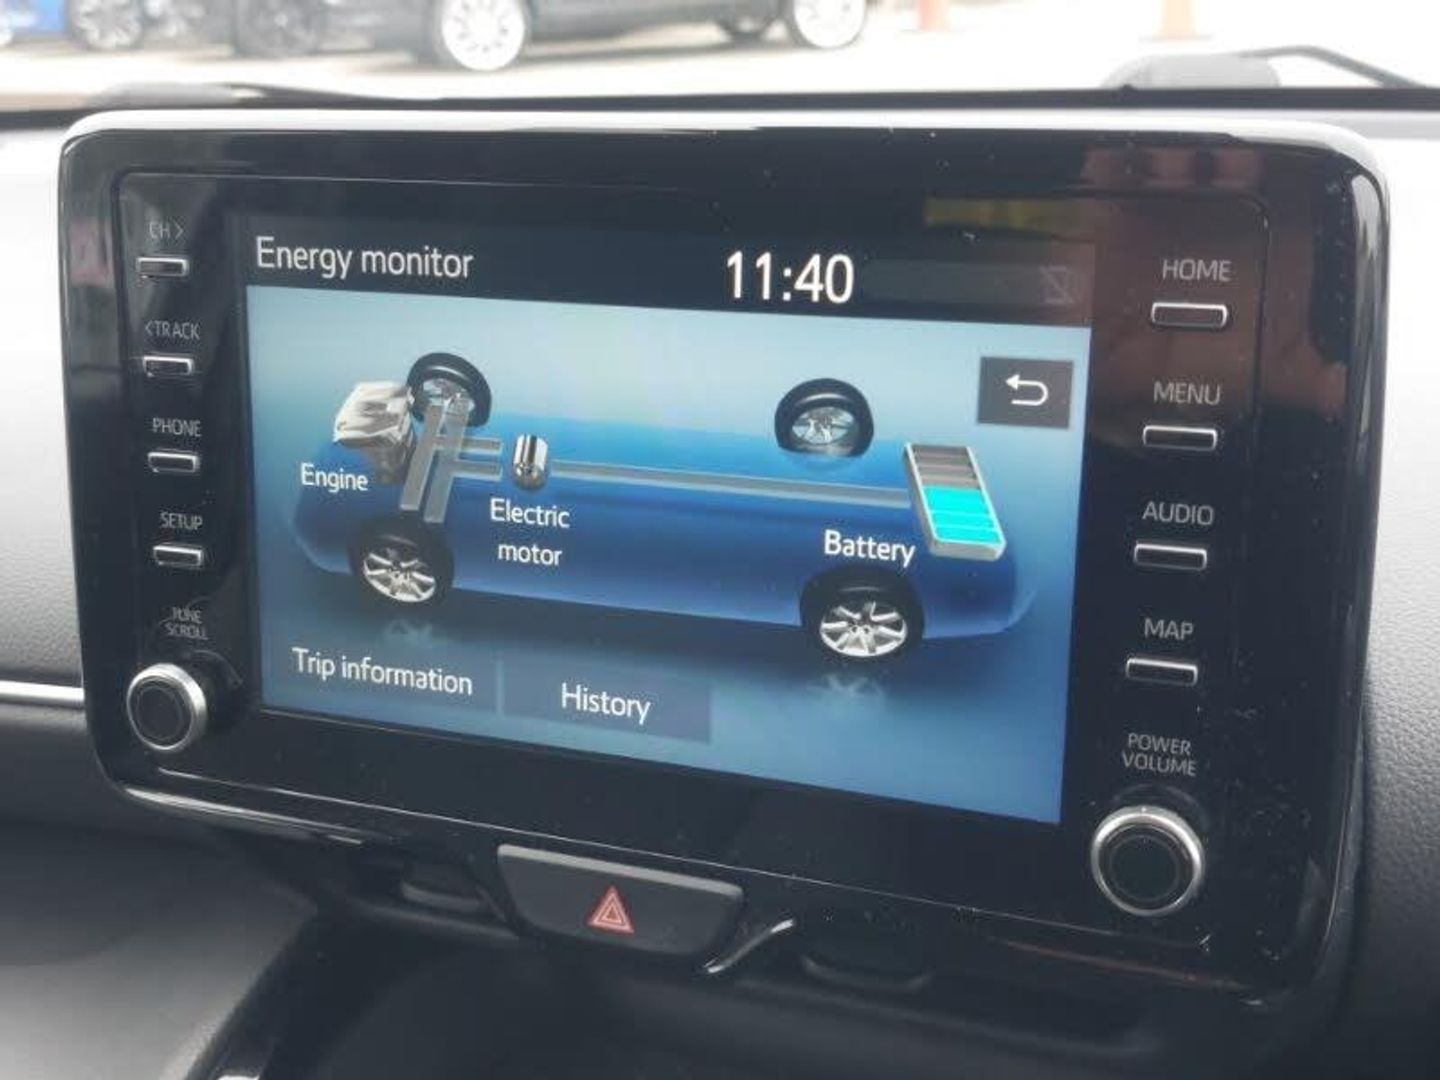 CH >
<TRACK
PHONE
SETUP
TUNE
SCROLL
Energy monitor
11:40
Engine
Electric
motor
Battery
Trip information
History
HOME
MENU
AUDIO
MAP
POWER
VOLUME